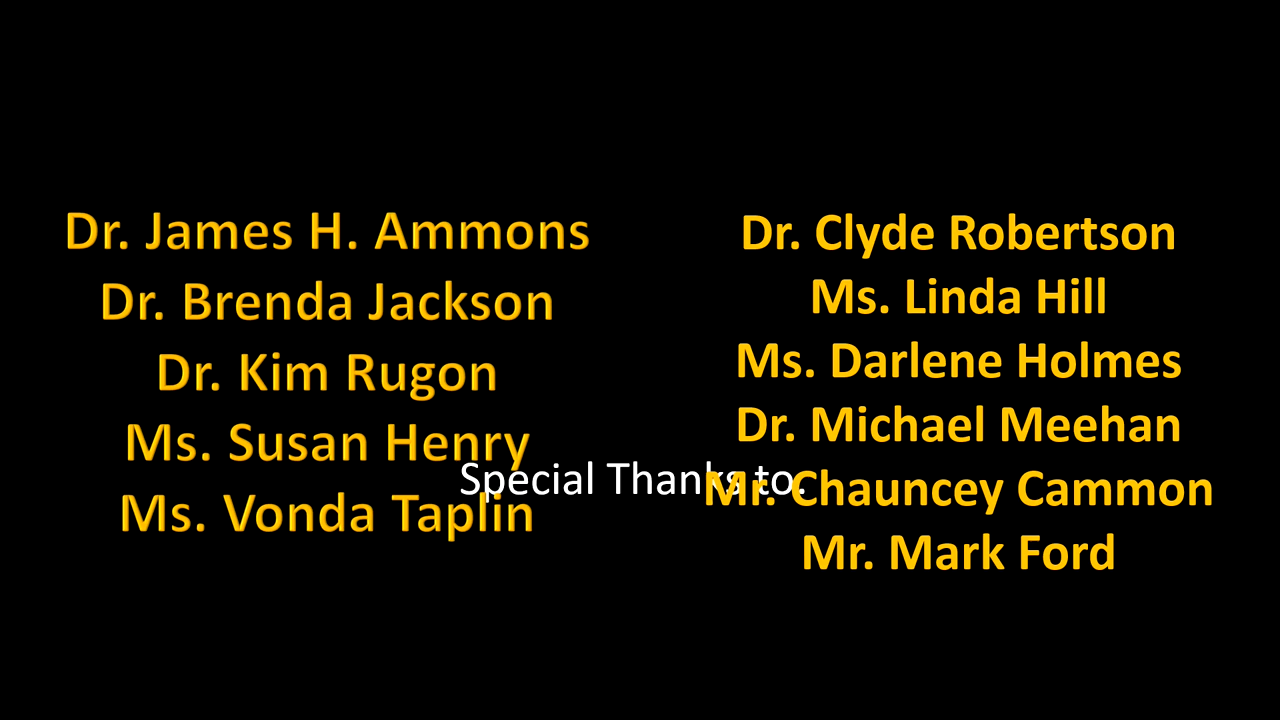 Dr. James H. Ammons
Dr. Brenda Jackson
Dr. Kim Rugon
Ms. Susan Henry
Ms. Vonda Taplin
Special Thanks to.
Dr. Clyde Robertson
Ms. Linda Hill
Ms. Darlene Holmes
Dr. Michael Meehan
Mr. Chauncey Cammon
Mr. Mark Ford